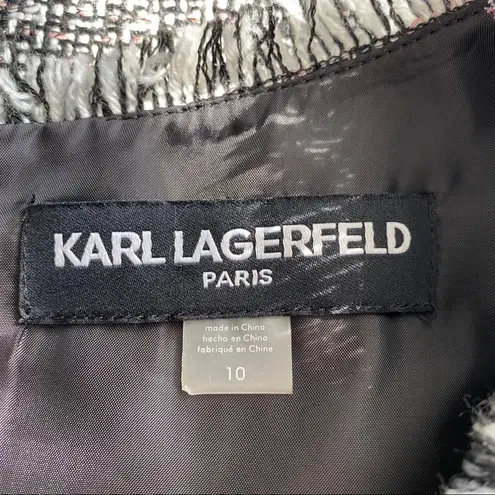 KARL LAGERFELD
PARIS
made in China
hecho en China
fabriqué en Chine
10